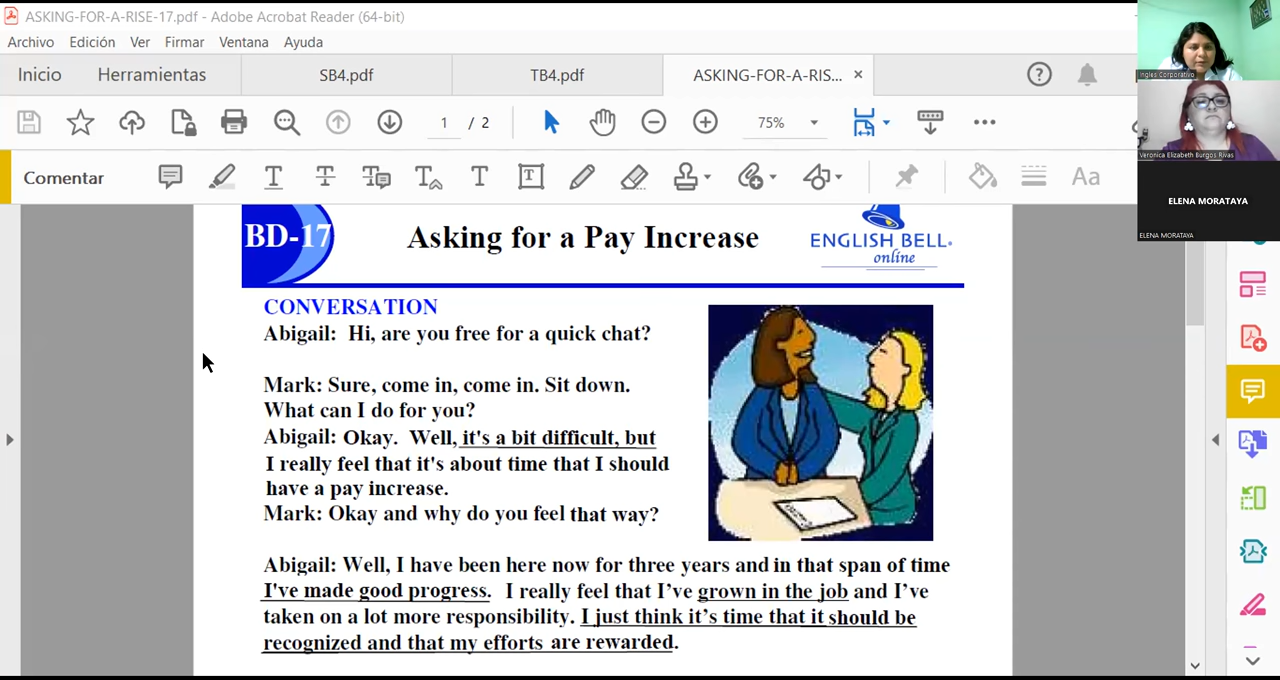 ASKING-FOR-A-RISE-17.pdf - Adobe Acrobat Reader (64-bit)
Archivo Edición Ver Firmar Ventana Ayuda
Inicio Herramientas SB4.pdf TB4.pdf ASKING-FOR-A-RIS... ×
1 / 2 75%
Comentar
Aa
Ingles Corporativo
Veronica Elizabeth Burgos Rivas
ELENA MORATAYA
ELENA MORATAYA
BD-17 Asking for a Pay Increase
ENGLISH BELL
online
CONVERSATION
Abigail: Hi, are you free for a quick chat?
Mark: Sure, come in, come in. Sit down.
What can I do for you?
Abigail: Okay. Well, it's a bit difficult, but
I really feel that it's about time that I should
have a pay increase.
Mark: Okay and why do you feel that way?
Abigail: Well, I have been here now for three years and in that span of time
I've made good progress. I really feel that I've grown in the job and I've
taken on a lot more responsibility. I just think it's time that it should be
recognized and that my efforts are rewarded.